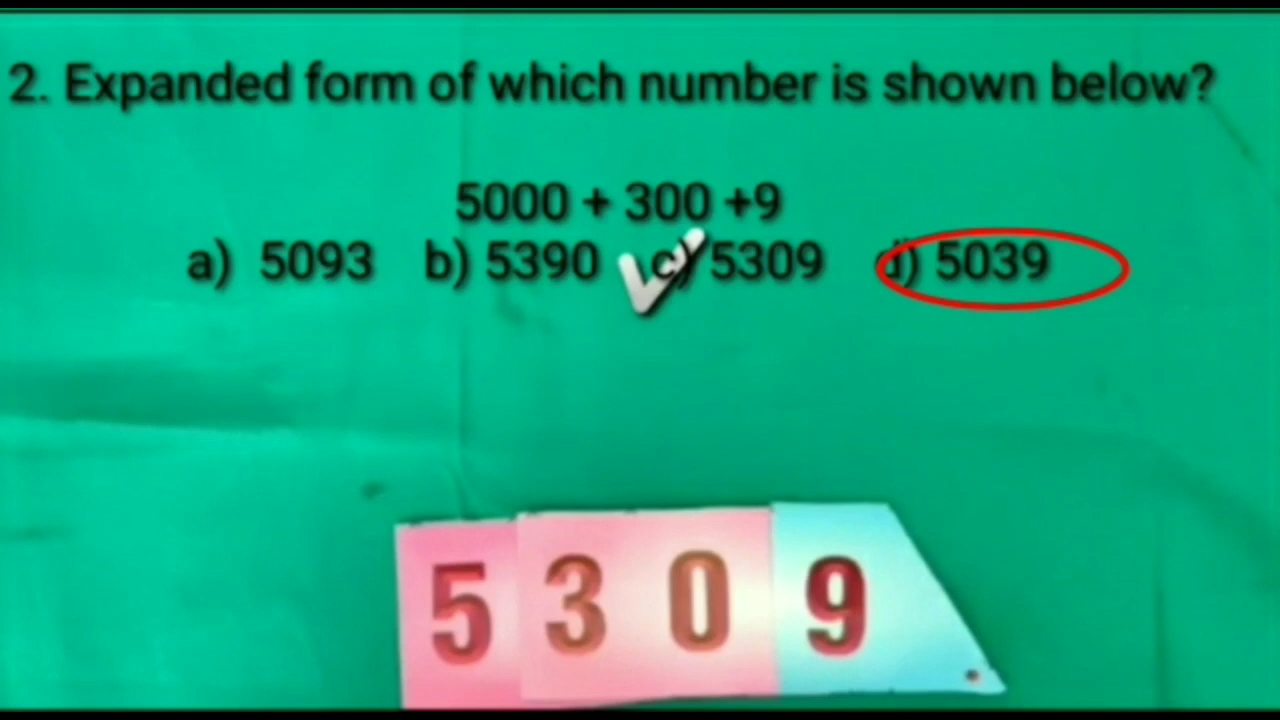 2. Expanded form of which number is shown below?
5000 + 300 +9
a) 5093 b) 5390 c) 5309 d) 5039
5 3 0 9